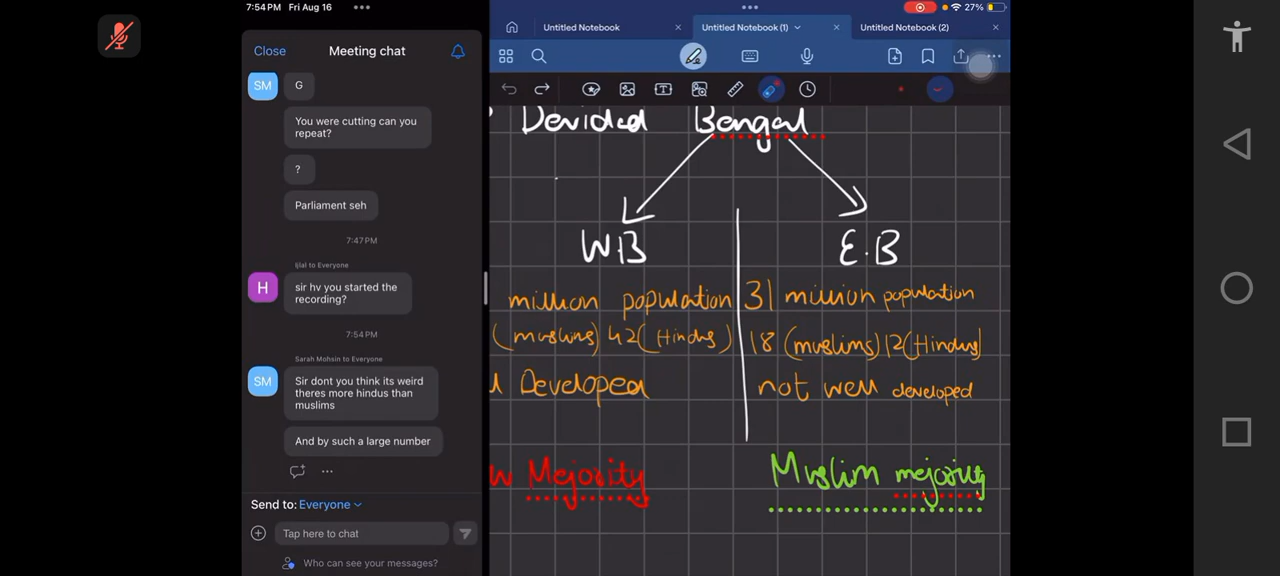 7:54 PM Fri Aug 16
27%
Close
Meeting chat
SM
G
You were cutting can you
repeat?
?
Parliament seh
7:47 PM
Ijlal to Everyone
H
sir hv you started the
recording?
7:54 PM
Sarah Mohsin to Everyone
SM
Sir dont you think its weird
theres more hindus than
muslims
And by such a large number
Send to: Everyone
Tap here to chat
Who can see your messages?
Untitled Notebook
Untitled Notebook (1)
Untitled Notebook (2)
Devided Bengal
W.B
E.B
million population
31 million population
(muslims) 42 (Hindus)
18 (muslims) 12 (Hindus)
Developed
not well developed
Mejosity
Muslim mejosity